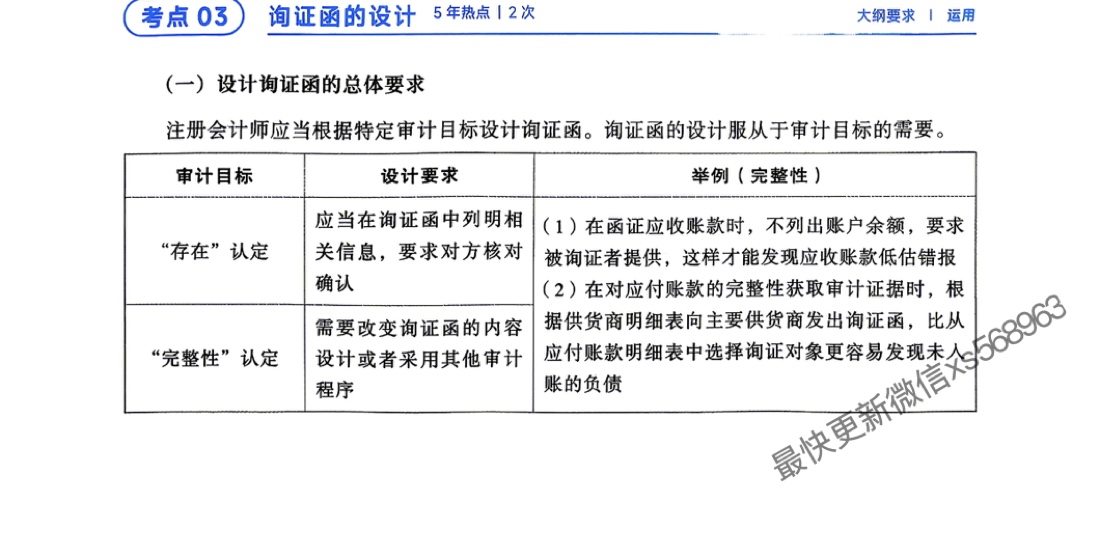 考点 03 询证函的设计 5年热点 | 2次 大纲要求 | 运用
(一) 设计询证函的总体要求
注册会计师应当根据特定审计目标设计询证函。询证函的设计服从于审计目标的需要。
审计目标 设计要求 举例(完整性)
“存在”认定
应当在询证函中列明相
关信息，要求对方核对
确认
(1) 在函证应收账款时，不列出账户余额，要求
被询证者提供，这样才能发现应收账款低估错报
(2) 在对应付账款的完整性获取审计证据时，根
据供货商明细表向主要供货商发出询证函，比从
应付账款明细表中选择询证对象更容易发现未入
账的负债
“完整性”认定
需要改变询证函的内容
设计或者采用其他审计
程序
最快更新微信xs568963